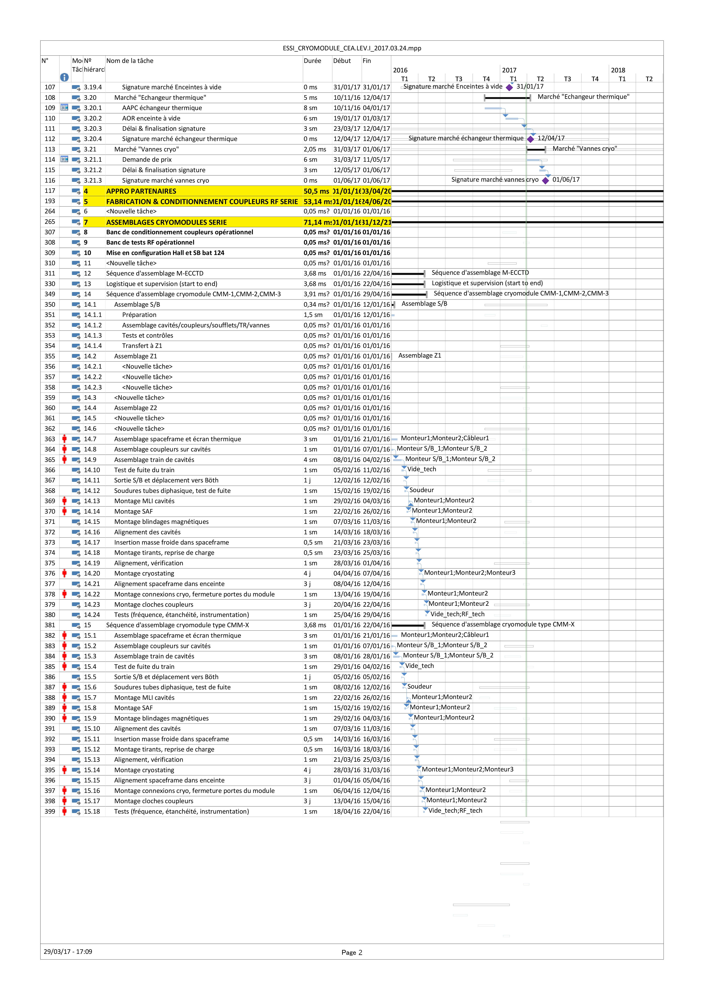 ESSI_CRYOMODULE_CEA.LEV.I_2017.03.24.mpp
N° Mo Nº Nom de la tâche Durée Début Fin
Tâc hiérarc 2016 2017 2018
T1 T2 T3 T4 T1 T2 T3 T4 T1 T2
107 3.19.4 Signature marché Enceintes à vide 0 ms 31/01/17 31/01/17 Signature marché Enceintes à vide 31/01/17
108 3.20 Marché "Echangeur thermique" 5 ms 10/11/16 12/04/17 Marché "Echangeur thermique"
109 3.20.1 AAPC échangeur thermique 8 sm 10/11/16 04/01/17
110 3.20.2 AOR enceinte à vide 6 sm 19/01/17 01/03/17
111 3.20.3 Délai & finalisation signature 3 sm 23/03/17 12/04/17
112 3.20.4 Signature marché échangeur thermique 0 ms 12/04/17 12/04/17 Signature marché échangeur thermique 12/04/17
113 3.21 Marché "Vannes cryo" 2,05 ms 31/03/17 01/06/17 Marché "Vannes cryo"
114 3.21.1 Demande de prix 6 sm 31/03/17 11/05/17
115 3.21.2 Délai & finalisation signature 3 sm 12/05/17 01/06/17
116 3.21.3 Signature marché vannes cryo 0 ms 01/06/17 01/06/17 Signature marché vannes cryo 01/06/17
117 4 APPRO PARTENAIRES 50,5 ms 01/01/16 03/04/20
193 5 FABRICATION & CONDITIONNEMENT COUPLEURS RF SERIE 53,14 ms 01/01/16 24/06/20
264 6 <Nouvelle tâche> 0,05 ms? 01/01/16 01/01/16
265 7 ASSEMBLAGES CRYOMODULES SERIE 71,14 ms 01/01/16 31/12/21
307 8 Banc de conditionnement coupleurs opérationnel 0,05 ms? 01/01/16 01/01/16
308 9 Banc de tests RF opérationnel 0,05 ms? 01/01/16 01/01/16
309 10 Mise en configuration Hall et SB bat 124 0,05 ms? 01/01/16 01/01/16
310 11 <Nouvelle tâche> 0,05 ms? 01/01/16 01/01/16
311 12 Séquence d'assemblage M-ECCTD 3,68 ms 01/01/16 22/04/16 Séquence d'assemblage M-ECCTD
330 13 Logistique et supervision (start to end) 3,68 ms 01/01/16 22/04/16 Logistique et supervision (start to end)
349 14 Séquence d'assemblage cryomodule CMM-1,CMM-2,CMM-3 3,91 ms? 01/01/16 29/04/16 Séquence d'assemblage cryomodule CMM-1,CMM-2,CMM-3
350 14.1 Assemblage S/B 0,34 ms? 01/01/16 12/01/16 Assemblage S/B
351 14.1.1 Préparation 1,5 sm 01/01/16 12/01/16
352 14.1.2 Assemblage cavités/coupleurs/soufflets/TR/vannes 0,05 ms? 01/01/16 01/01/16
353 14.1.3 Tests et contrôles 0,05 ms? 01/01/16 01/01/16
354 14.1.4 Transfert à Z1 0,05 ms? 01/01/16 01/01/16
355 14.2 Assemblage Z1 0,05 ms? 01/01/16 01/01/16 Assemblage Z1
356 14.2.1 <Nouvelle tâche> 0,05 ms? 01/01/16 01/01/16
357 14.2.2 <Nouvelle tâche> 0,05 ms? 01/01/16 01/01/16
358 14.2.3 <Nouvelle tâche> 0,05 ms? 01/01/16 01/01/16
359 14.3 <Nouvelle tâche> 0,05 ms? 01/01/16 01/01/16
360 14.4 Assemblage Z2 0,05 ms? 01/01/16 01/01/16
361 14.5 <Nouvelle tâche> 0,05 ms? 01/01/16 01/01/16
362 14.6 <Nouvelle tâche> 0,05 ms? 01/01/16 01/01/16
363 14.7 Assemblage spaceframe et écran thermique 3 sm 01/01/16 21/01/16 Monteur1;Monteur2;Câbleur1
364 14.8 Assemblage coupleurs sur cavités 1 sm 01/01/16 07/01/16 Monteur S/B_1;Monteur S/B_2
365 14.9 Assemblage train de cavités 4 sm 08/01/16 04/02/16 Monteur S/B_1;Monteur S/B_2
366 14.10 Test de fuite du train 1 sm 05/02/16 11/02/16 Vide_tech
367 14.11 Sortie S/B et déplacement vers Böth 1 j 12/02/16 12/02/16
368 14.12 Soudures tubes diphasique, test de fuite 1 sm 15/02/16 19/02/16 Soudeur
369 14.13 Montage MLI cavités 1 sm 29/02/16 04/03/16 Monteur1;Monteur2
370 14.14 Montage SAF 1 sm 22/02/16 26/02/16 Monteur1;Monteur2
371 14.15 Montage blindages magnétiques 1 sm 07/03/16 11/03/16 Monteur1;Monteur2
372 14.16 Alignement des cavités 1 sm 14/03/16 18/03/16
373 14.17 Insertion masse froide dans spaceframe 0,5 sm 21/03/16 23/03/16
374 14.18 Montage tirants, reprise de charge 0,5 sm 23/03/16 25/03/16
375 14.19 Alignement, vérification 1 sm 28/03/16 01/04/16
376 14.20 Montage cryostating 4 j 04/04/16 07/04/16 Monteur1;Monteur2;Monteur3
377 14.21 Alignement spaceframe dans enceinte 3 j 08/04/16 12/04/16
378 14.22 Montage connexions cryo, fermeture portes du module 1 sm 13/04/16 19/04/16 Monteur1;Monteur2
379 14.23 Montage cloches coupleurs 3 j 20/04/16 22/04/16 Monteur1;Monteur2
380 14.24 Tests (fréquence, étanchéité, instrumentation) 1 sm 25/04/16 29/04/16 Vide_tech;RF_tech
381 15 Séquence d'assemblage cryomodule type CMM-X 3,68 ms 01/01/16 22/04/16 Séquence d'assemblage cryomodule type CMM-X
382 15.1 Assemblage spaceframe et écran thermique 3 sm 01/01/16 21/01/16 Monteur1;Monteur2;Câbleur1
383 15.2 Assemblage coupleurs sur cavités 1 sm 01/01/16 07/01/16 Monteur S/B_1;Monteur S/B_2
384 15.3 Assemblage train de cavités 3 sm 08/01/16 28/01/16 Monteur S/B_1;Monteur S/B_2
385 15.4 Test de fuite du train 1 sm 29/01/16 04/02/16 Vide_tech
386 15.5 Sortie S/B et déplacement vers Böth 1 j 05/02/16 05/02/16
387 15.6 Soudures tubes diphasique, test de fuite 1 sm 08/02/16 12/02/16 Soudeur
388 15.7 Montage MLI cavités 1 sm 22/02/16 26/02/16 Monteur1;Monteur2
389 15.8 Montage SAF 1 sm 15/02/16 19/02/16 Monteur1;Monteur2
390 15.9 Montage blindages magnétiques 1 sm 29/02/16 04/03/16 Monteur1;Monteur2
391 15.10 Alignement des cavités 1 sm 07/03/16 11/03/16
392 15.11 Insertion masse froide dans spaceframe 0,5 sm 14/03/16 16/03/16
393 15.12 Montage tirants, reprise de charge 0,5 sm 16/03/16 18/03/16
394 15.13 Alignement, vérification 1 sm 21/03/16 25/03/16
395 15.14 Montage cryostating 4 j 28/03/16 31/03/16 Monteur1;Monteur2;Monteur3
396 15.15 Alignement spaceframe dans enceinte 3 j 01/04/16 05/04/16
397 15.16 Montage connexions cryo, fermeture portes du module 1 sm 06/04/16 12/04/16 Monteur1;Monteur2
398 15.17 Montage cloches coupleurs 3 j 13/04/16 15/04/16 Monteur1;Monteur2
399 15.18 Tests (fréquence, étanchéité, instrumentation) 1 sm 18/04/16 22/04/16 Vide_tech;RF_tech
29/03/17 - 17:09 Page 2